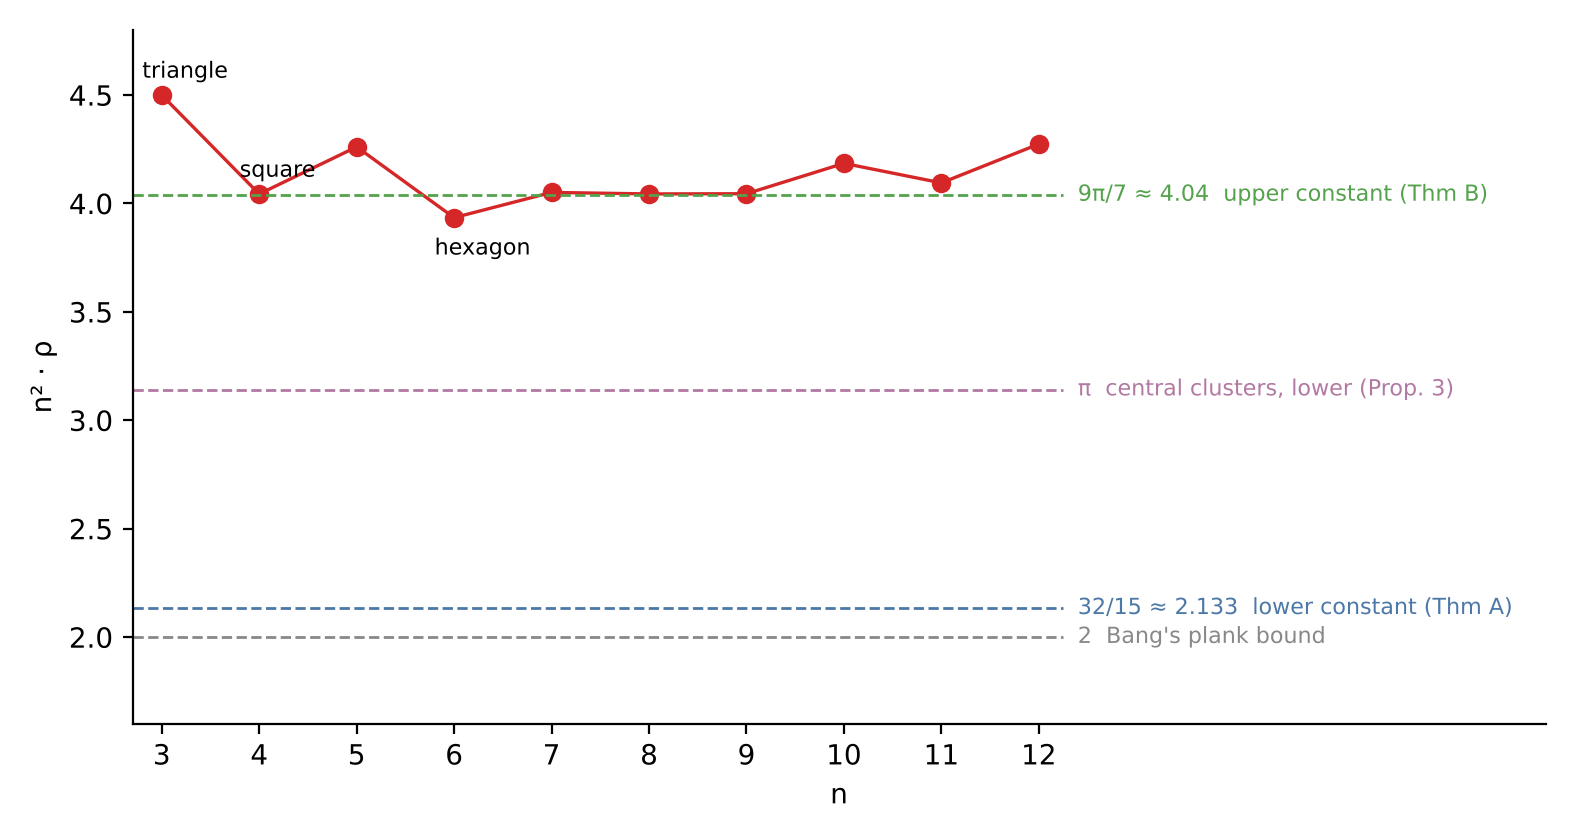 triangle
4.5
square
4.0
9π/7 ≈ 4.04 upper constant (Thm B)
hexagon
3.5
n² · ρ
π central clusters, lower (Prop. 3)
3.0
2.5
32/15 ≈ 2.133 lower constant (Thm A)
2.0
2 Bang's plank bound
3 4 5 6 7 8 9 10 11 12
n